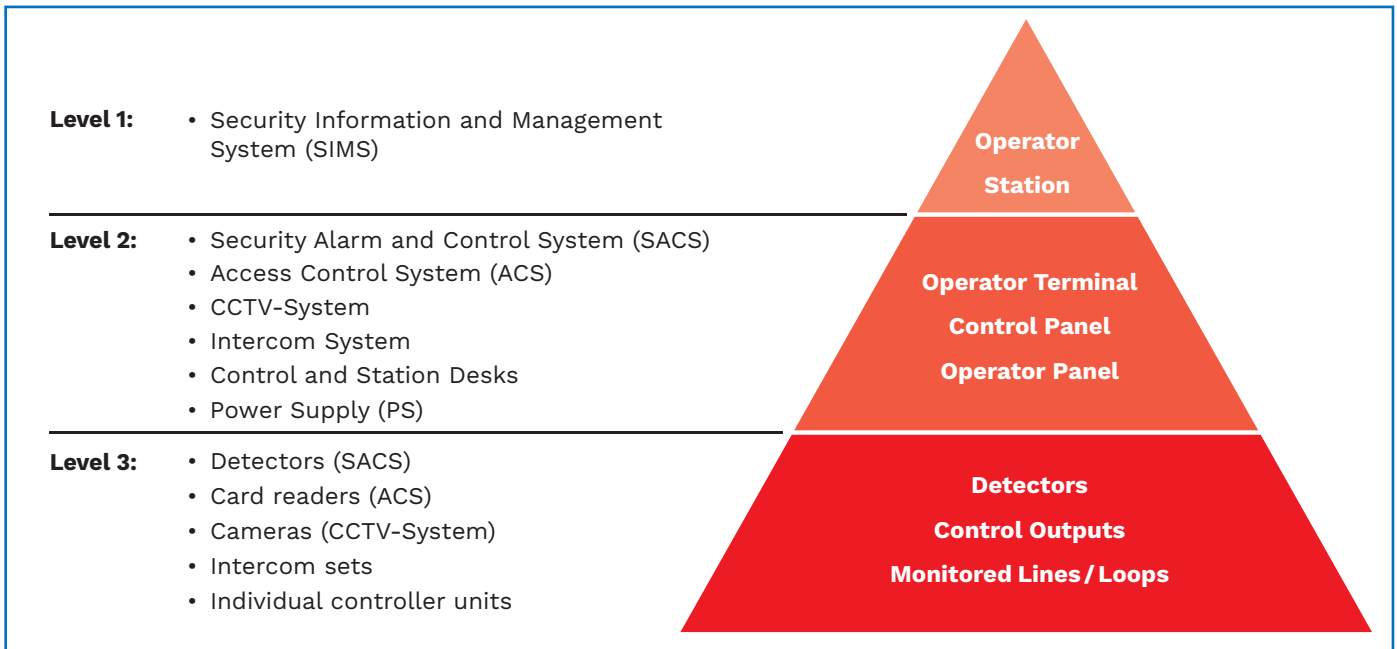 Level 1:
• Security Information and Management
System (SIMS)
Operator
Station
Level 2:
• Security Alarm and Control System (SACS)
• Access Control System (ACS)
• CCTV-System
• Intercom System
• Control and Station Desks
• Power Supply (PS)
Operator Terminal
Control Panel
Operator Panel
Level 3:
• Detectors (SACS)
• Card readers (ACS)
• Cameras (CCTV-System)
• Intercom sets
• Individual controller units
Detectors
Control Outputs
Monitored Lines / Loops